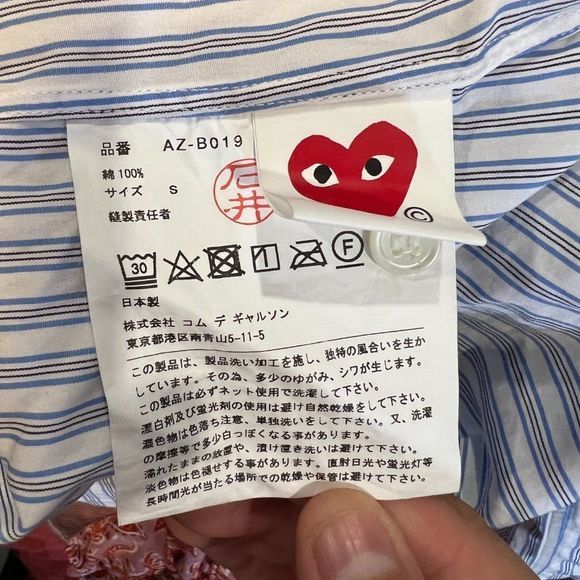 品番 AZ-B019
綿 100%
サイズ S
縫製責任者
石井
©
30
F
日本製
株式会社 コム デ ギャルソン
東京都港区南青山5-11-5
この製品は、製品洗い加工を施し、独特の風合いを生か
しています。その為、多少のゆがみ、シワが生じます。
この製品は必ずネット使用で洗濯して下さい。
漂白剤及び蛍光剤の使用は避け自然乾燥をして下さい。
濃色物は色落ち注意、単独洗いをして下さい。又、洗濯
の摩擦等で多少白っぽくなる事があります。
濡れたままの放置や、漬け置き洗いは避けて下さい。
淡色物は色褪せする事が有ります。直射日光や蛍光灯等
長時間光が当たる場所での乾燥や保管は避けて下さい。